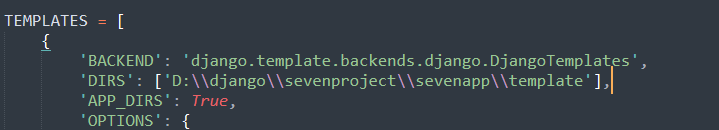 TEMPLATES = [
{
'BACKEND': 'django.template.backends.django.DjangoTemplates',
'DIRS': ['D:\\django\\sevenproject\\sevenapp\\template'],
'APP_DIRS': True,
'OPTIONS': {